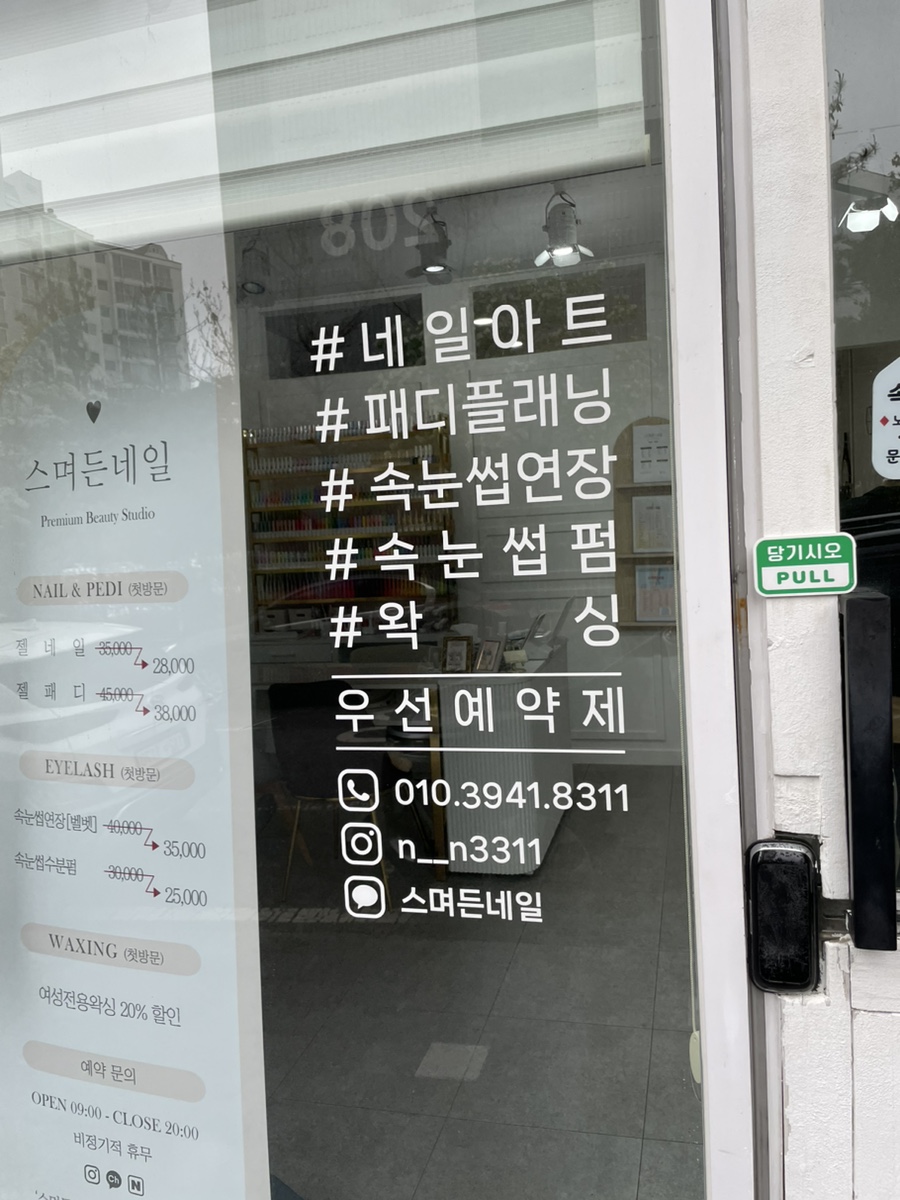 스며든네일
Premium Beauty Studio
NAIL & PEDI (첫방문)
젤 네 일 35,000 28,000
젤 패 디 45,000 38,000
EYELASH (첫방문)
속눈썹연장[벨벳] 40,000 35,000
속눈썹수분펌 30,000 25,000
WAXING (첫방문)
여성전용왁싱 20% 할인
예약 문의
OPEN 09:00 - CLOSE 20:00
비정기적 휴무
Ch N
208
# 네 일 아 트
# 패디플래닝
# 속눈썹연장
# 속 눈 썹 펌
# 왁 싱
우 선 예 약 제
010.3941.8311
n__n3311
스며든네일
당기시오
PULL